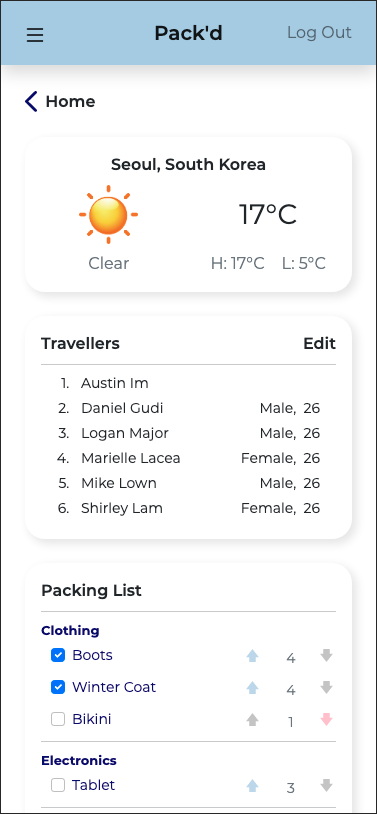 Pack'd Log Out
Home
Seoul, South Korea
17°C
Clear H: 17°C L: 5°C
Travellers Edit
1. Austin Im
2. Daniel Gudi Male, 26
3. Logan Major Male, 26
4. Marielle Lacea Female, 26
5. Mike Lown Male, 26
6. Shirley Lam Female, 26
Packing List
Clothing
Boots 4
Winter Coat 4
Bikini 1
Electronics
Tablet 3